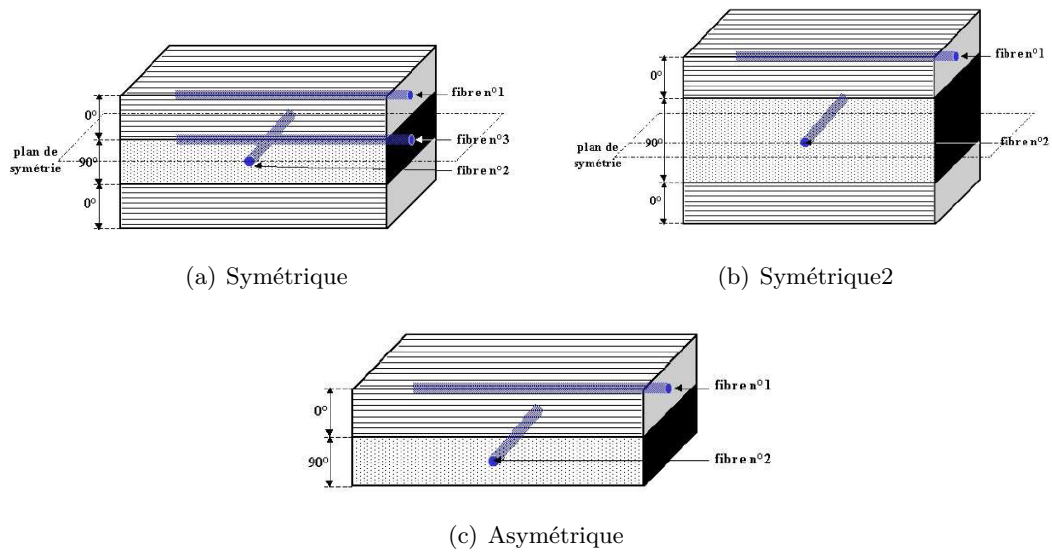 fibre n°1
0°
fibre n°3
plan de
symétrie
90°
fibre n°2
0°
(a) Symétrique
fibre n°1
0°
plan de
symétrie
90°
fibre n°2
0°
(b) Symétrique2
fibre n°1
0°
90°
fibre n°2
(c) Asymétrique